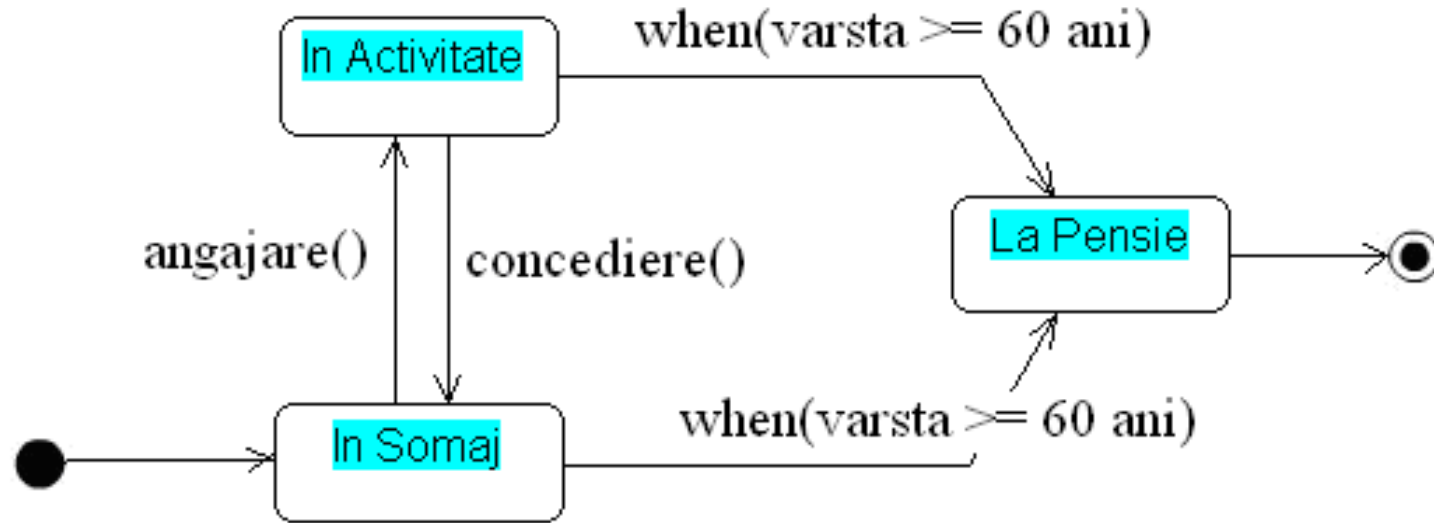 when(varsta >= 60 ani)
In Activitate
La Pensie
angajare()
concediere()
when(varsta >= 60 ani)
In Somaj